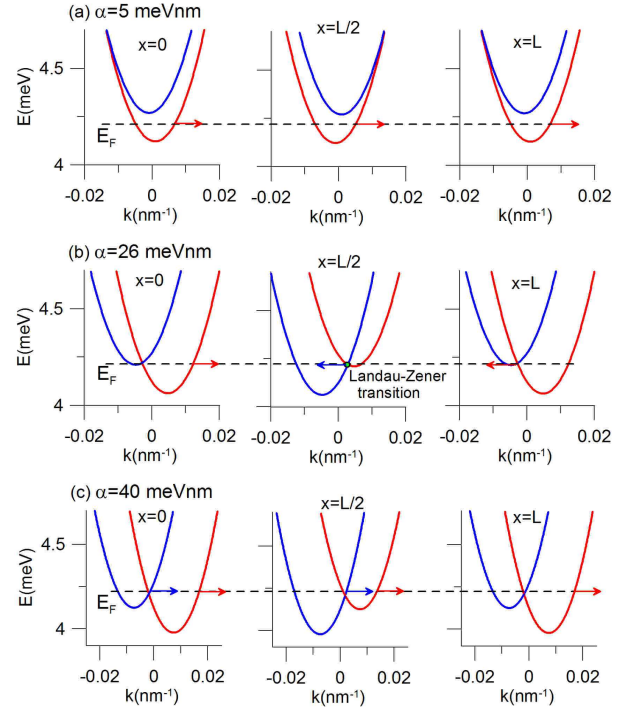 (a) α=5 meVnm
x=0
x=L/2
x=L
E(meV)
4.5
4
E_F
-0.02 0 0.02
-0.02 0 0.02
-0.02 0 0.02
k(nm⁻¹)
k(nm⁻¹)
k(nm⁻¹)
(b) α=26 meVnm
x=0
x=L/2
x=L
E(meV)
4.5
4
E_F
Landau-Zener
transition
-0.02 0 0.02
-0.02 0 0.02
-0.02 0 0.02
k(nm⁻¹)
k(nm⁻¹)
k(nm⁻¹)
(c) α=40 meVnm
x=0
x=L/2
x=L
E(meV)
4.5
4
E_F
-0.02 0 0.02
-0.02 0 0.02
-0.02 0 0.02
k(nm⁻¹)
k(nm⁻¹)
k(nm⁻¹)